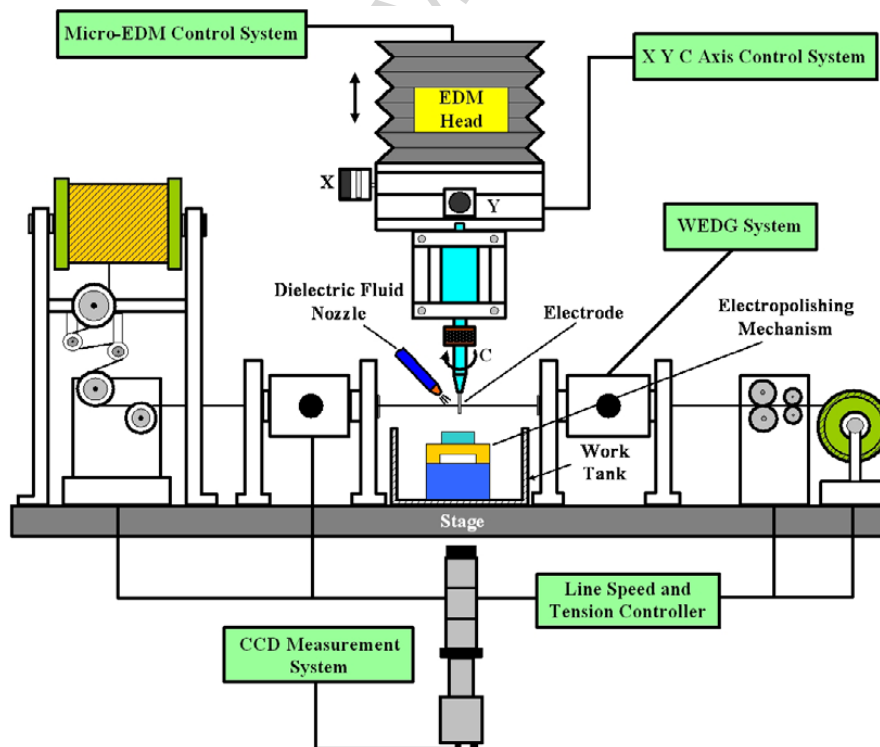 Micro-EDM Control System
X Y C Axis Control System
EDM
Head
X
Y
WEDG System
Dielectric Fluid
Nozzle
Electrode
Electropolishing
Mechanism
C
Work
Tank
Stage
Line Speed and
Tension Controller
CCD Measurement
System